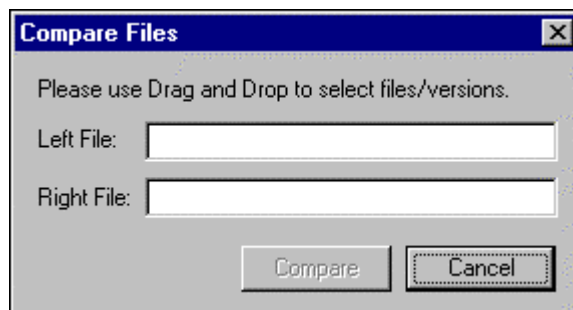 Compare Files
Please use Drag and Drop to select files/versions.
Left File:
Right File:
Compare Cancel